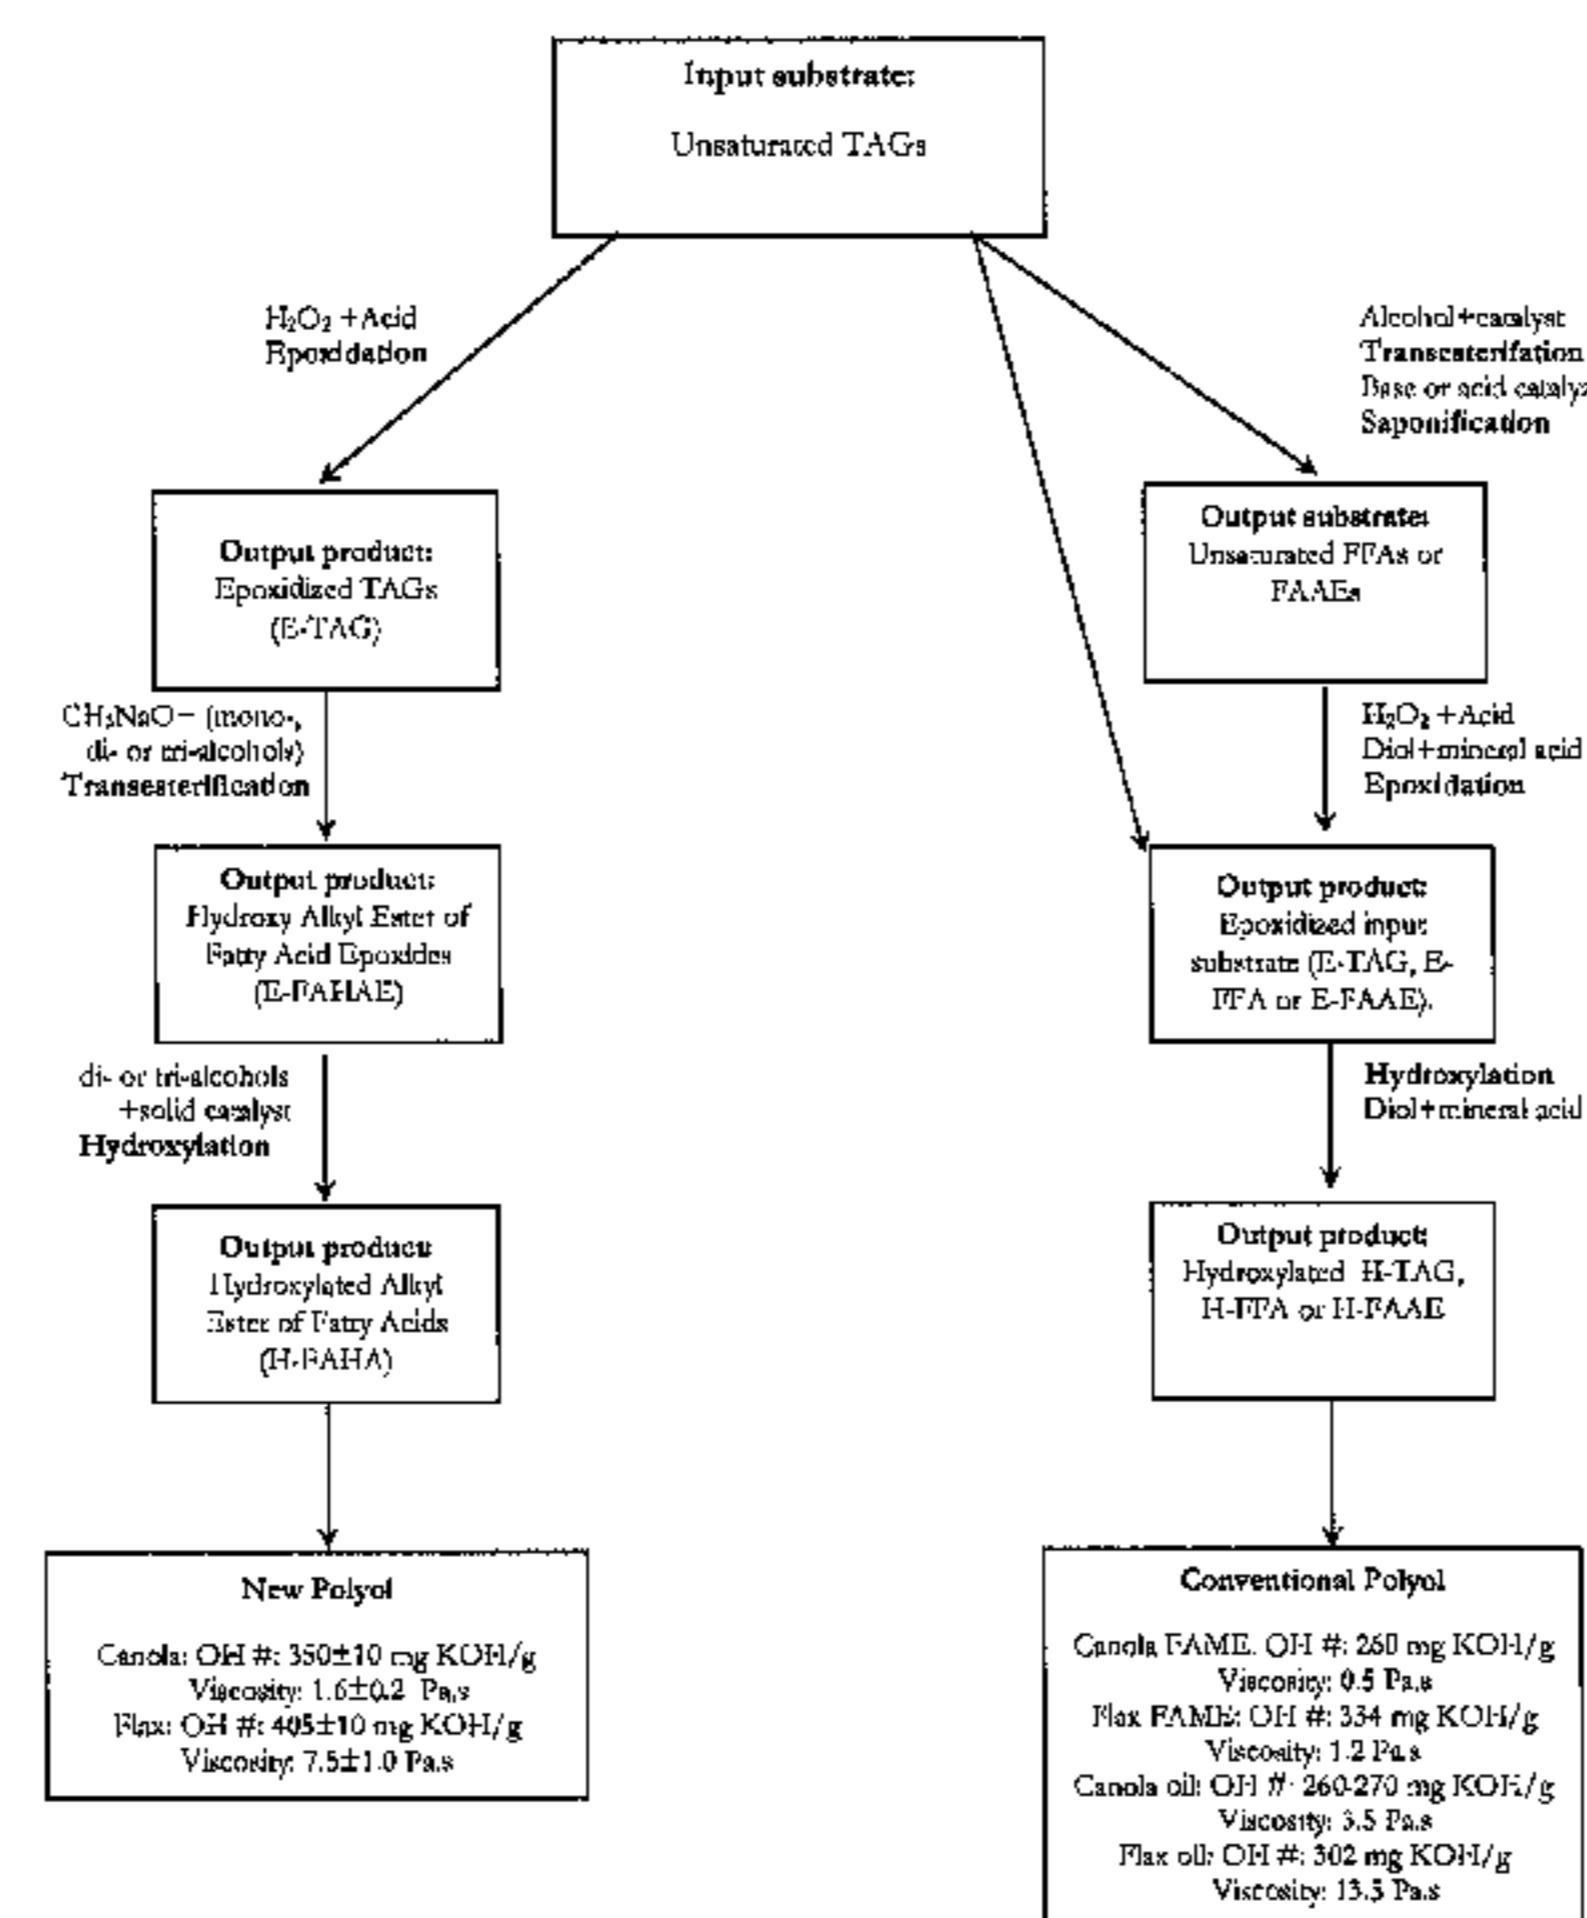 Input substrate:
Unsaturated TAGs
H₂O₂ +Acid
Epoxidation
Alcohol+catalyst
Transesterifation
Base or acid catalyz
Saponification
Output product:
Epoxidized TAGs
(E-TAG)
Output substrate:
Unsaturated FFAs or
FAAEs
CH₃NaO− (mono-,
di- or tri-alcohols)
Transesterification
H₂O₂ +Acid
Diol+mineral acid
Epoxidation
Output product:
Hydroxy Alkyl Ester of
Fatty Acid Epoxides
(E-FAHAE)
Output product:
Epoxidized input
substrate (E-TAG, E-
FFA or E-FAAE).
di- or tri-alcohols
+solid catalyst
Hydroxylation
Hydroxylation
Diol+mineral acid
Output product:
Hydroxylated Alkyl
Ester of Fatty Acids
(H-FAHA)
Output product:
Hydroxylated H-TAG,
H-FFA or H-FAAE
New Polyol
Canola: OH #: 350±10 mg KOH/g
Viscosity: 1.6±0.2 Pa.s
Flax: OH #: 405±10 mg KOH/g
Viscosity: 7.5±1.0 Pa.s
Conventional Polyol
Canola FAME. OH #: 260 mg KOH/g
Viscosity: 0.5 Pa.s
Flax FAME: OH #: 334 mg KOH/g
Viscosity: 1.2 Pa.s
Canola oil: OH #: 260-270 mg KOH/g
Viscosity: 3.5 Pa.s
Flax oil: OH #: 302 mg KOH/g
Viscosity: 13.5 Pa.s